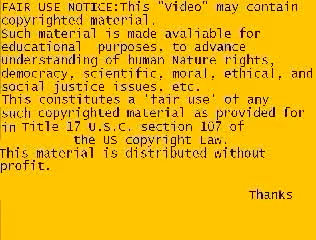 FAIR USE NOTICE:This "Video" may contain
copyrighted material.
Such material is made avaliable for
educational purposes, to advance
understanding of human Nature rights,
democracy, scientific, moral, ethical, and
social justice issues. etc.
This constitutes a 'fair use' of any
such copyrighted material as provided for
in Title 17 U.S.C. section 107 of
the US copyright Law.
This material is distributed without
profit.
Thanks